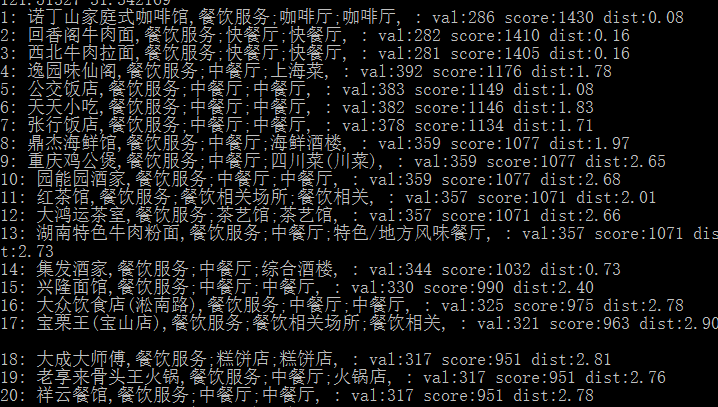 1: 诺丁山家庭式咖啡馆,餐饮服务;咖啡厅;咖啡厅, : val:286 score:1430 dist:0.08
2: 回香阁牛肉面,餐饮服务;快餐厅;快餐厅, : val:282 score:1410 dist:0.16
3: 西北牛肉拉面,餐饮服务;快餐厅;快餐厅, : val:281 score:1405 dist:0.16
4: 逸园味仙阁,餐饮服务;中餐厅;上海菜, : val:392 score:1176 dist:1.78
5: 公交饭店,餐饮服务;中餐厅;中餐厅, : val:383 score:1149 dist:1.08
6: 天天小吃,餐饮服务;中餐厅;中餐厅, : val:382 score:1146 dist:1.83
7: 张行饭店,餐饮服务;中餐厅;中餐厅, : val:378 score:1134 dist:1.71
8: 鼎杰海鲜馆,餐饮服务;中餐厅;海鲜酒楼, : val:359 score:1077 dist:1.97
9: 重庆鸡公煲,餐饮服务;中餐厅;四川菜(川菜), : val:359 score:1077 dist:2.65
10: 园能园酒家,餐饮服务;中餐厅;中餐厅, : val:359 score:1077 dist:2.68
11: 红茶馆,餐饮服务;餐饮相关场所;餐饮相关, : val:357 score:1071 dist:2.01
12: 大鸿运茶室,餐饮服务;茶艺馆;茶艺馆, : val:357 score:1071 dist:2.66
13: 湖南特色牛肉粉面,餐饮服务;中餐厅;特色/地方风味餐厅, : val:357 score:1071 dis
t:2.73
14: 集发酒家,餐饮服务;中餐厅;综合酒楼, : val:344 score:1032 dist:0.73
15: 兴隆面馆,餐饮服务;中餐厅;中餐厅, : val:330 score:990 dist:2.40
16: 大众饮食店(淞南路),餐饮服务;中餐厅;中餐厅, : val:325 score:975 dist:2.78
17: 宝栗王(宝山店),餐饮服务;餐饮相关场所;餐饮相关, : val:321 score:963 dist:2.90
18: 大成大师傅,餐饮服务;糕饼店;糕饼店, : val:317 score:951 dist:2.81
19: 老享来骨头王火锅,餐饮服务;中餐厅;火锅店, : val:317 score:951 dist:2.76
20: 祥云餐馆,餐饮服务;中餐厅;中餐厅, : val:317 score:951 dist:2.78